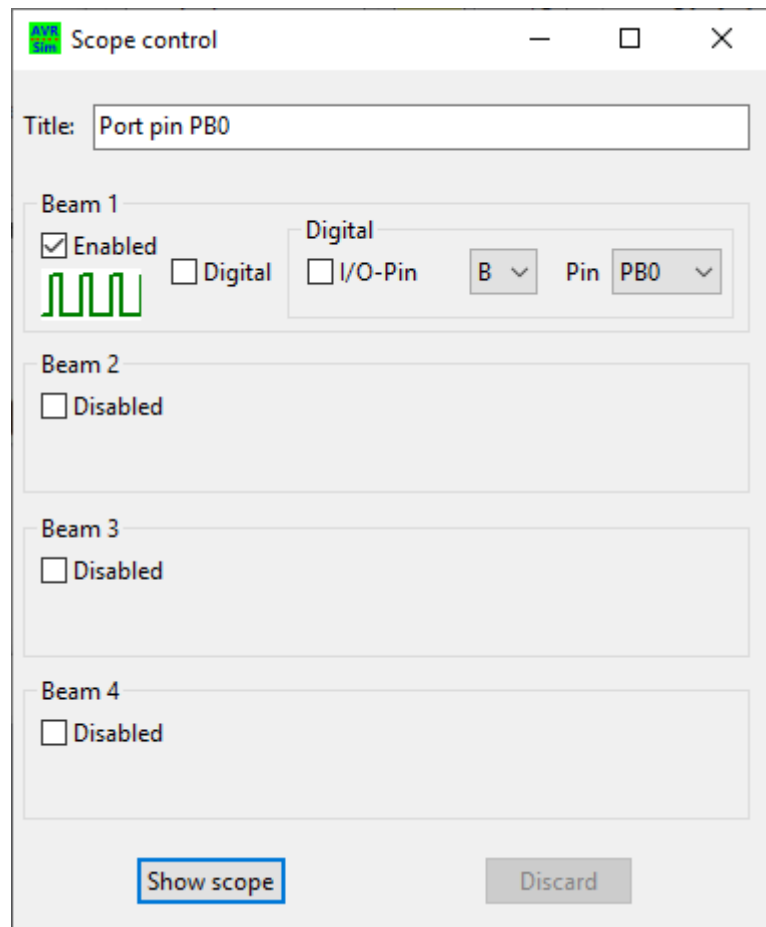 AVR Sim Scope control
Title: Port pin PB0
Beam 1
Digital
Enabled
Digital I/O-Pin B Pin PB0
Beam 2
Disabled
Beam 3
Disabled
Beam 4
Disabled
Show scope Discard